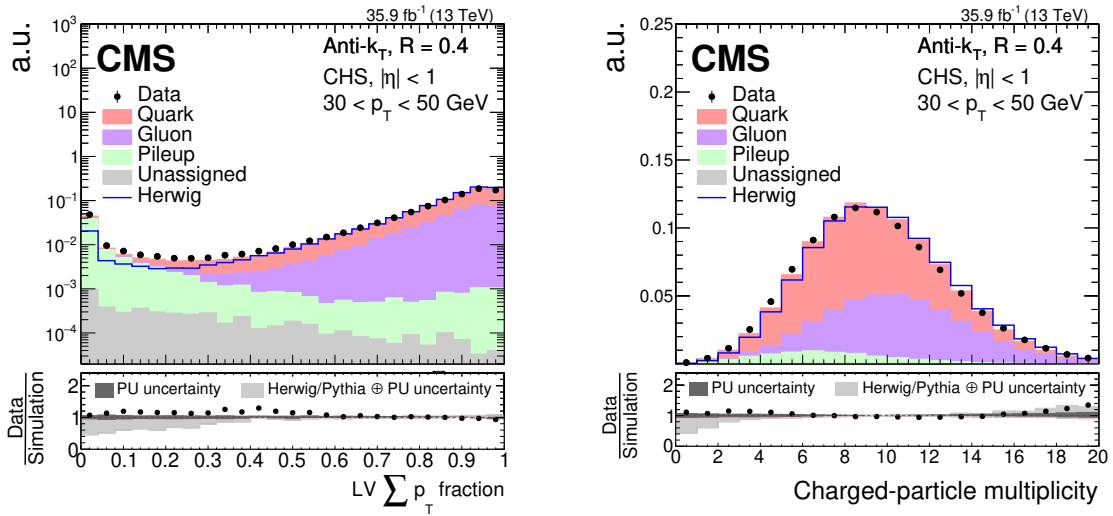 35.9 fb⁻¹ (13 TeV)
a.u.
CMS
Anti-k_T, R = 0.4
CHS, |η| < 1
30 < p_T < 50 GeV
Data
Quark
Gluon
Pileup
Unassigned
Herwig
10³
10²
10
1
10⁻¹
10⁻²
10⁻³
10⁻⁴
Data
Simulation
PU uncertainty
Herwig/Pythia ⊕ PU uncertainty
2
1
0
0 0.1 0.2 0.3 0.4 0.5 0.6 0.7 0.8 0.9 1
LV ∑ p_T fraction
35.9 fb⁻¹ (13 TeV)
a.u.
CMS
Anti-k_T, R = 0.4
CHS, |η| < 1
30 < p_T < 50 GeV
Data
Quark
Gluon
Pileup
Unassigned
Herwig
0.25
0.2
0.15
0.1
0.05
Data
Simulation
PU uncertainty
Herwig/Pythia ⊕ PU uncertainty
2
1
0
0 2 4 6 8 10 12 14 16 18 20
Charged-particle multiplicity